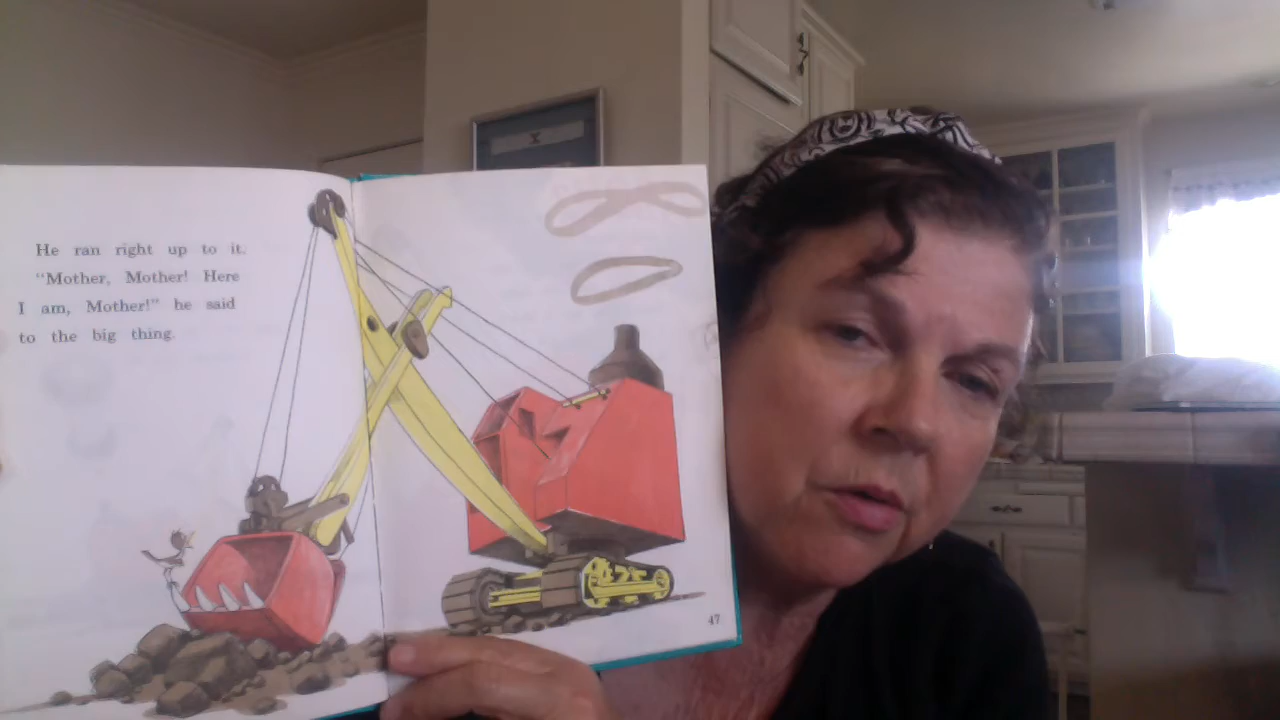 He ran right up to it.
"Mother, Mother! Here
I am, Mother!" he said
to the big thing.
47